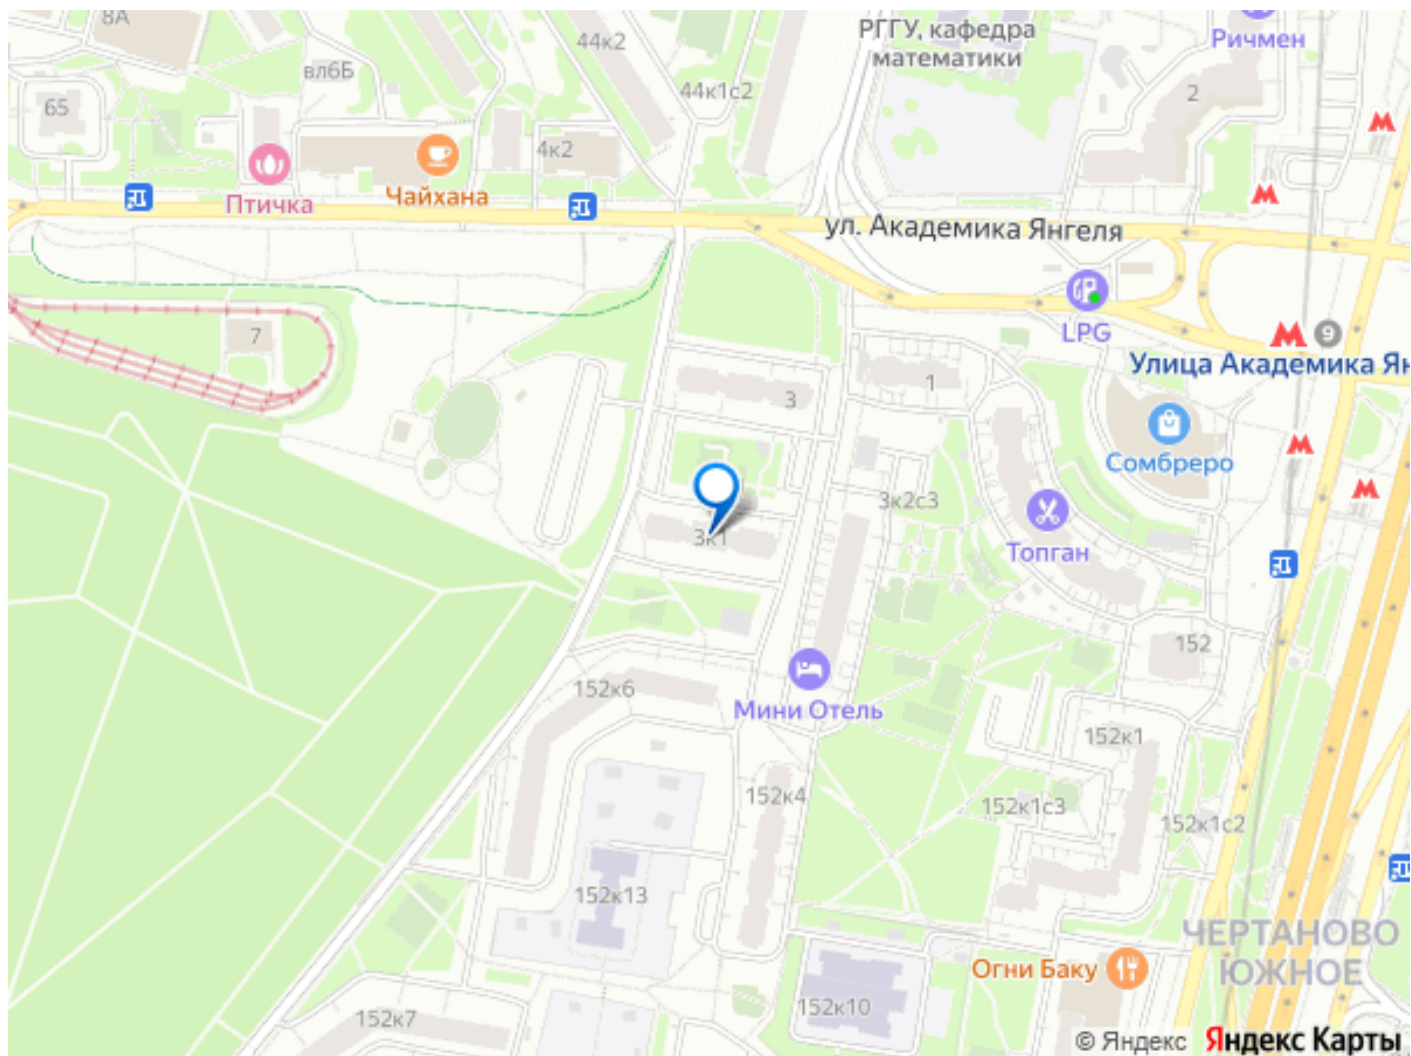 8А
44к2
РГГУ, кафедра
математики
Ричмен
вл6Б
44к1с2
2
65
4к2
Птичка
Чайхана
ул. Академика Янгеля
7
LPG
9
Улица Академика Ян
1
3
Сомбреро
3к2с3
3к1
Топган
152
152к6
Мини Отель
152к1
152к4
152к1с3
152к1с2
152к13
ЧЕРТАНОВО
ЮЖНОЕ
Огни Баку
152к10
152к7
© Яндекс Яндекс Карты